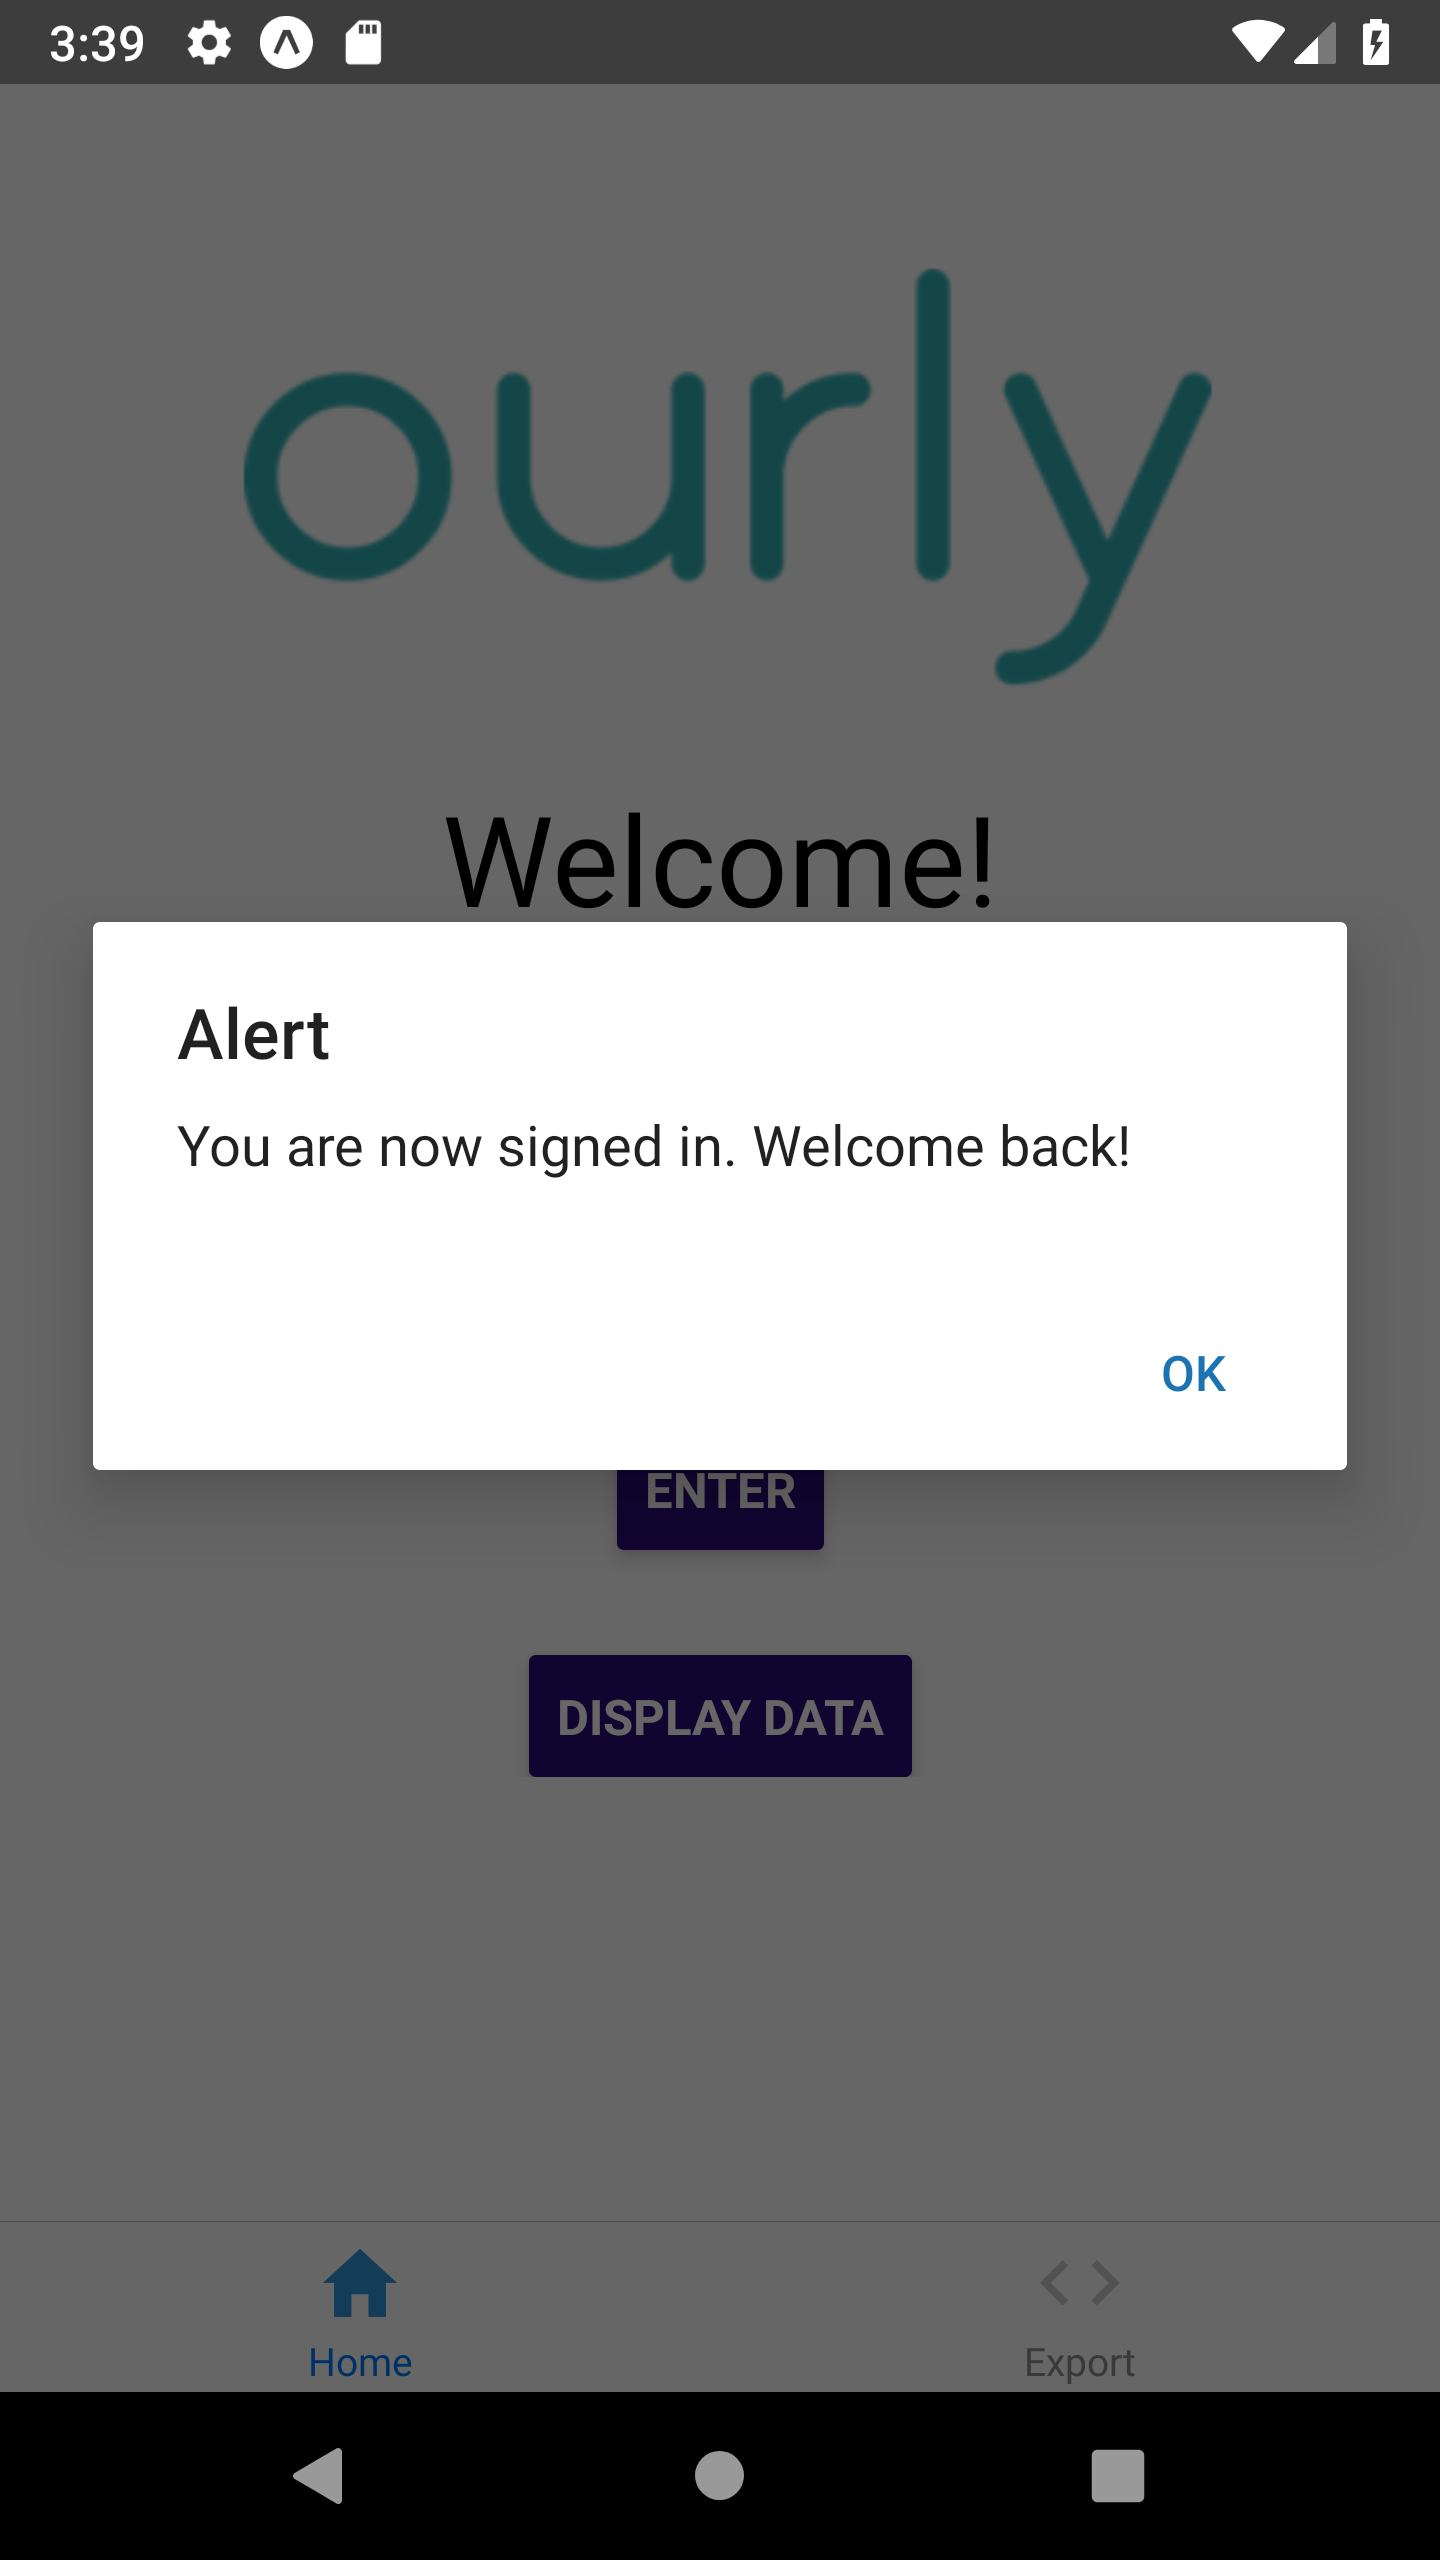 3:39
ourly
Welcome!
Alert
You are now signed in. Welcome back!
OK
ENTER
DISPLAY DATA
Home
Export